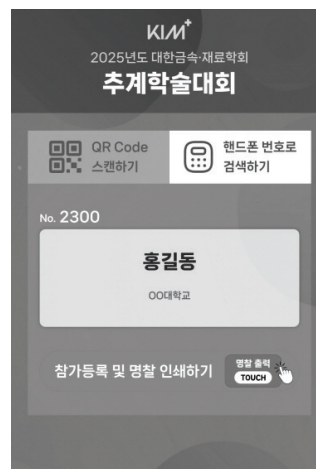 KIM+
2025년도 대한금속·재료학회
추계학술대회
QR Code
스캔하기
핸드폰 번호로
검색하기
No. 2300
홍길동
OO대학교
참가등록 및 명찰 인쇄하기
명찰 출력
TOUCH